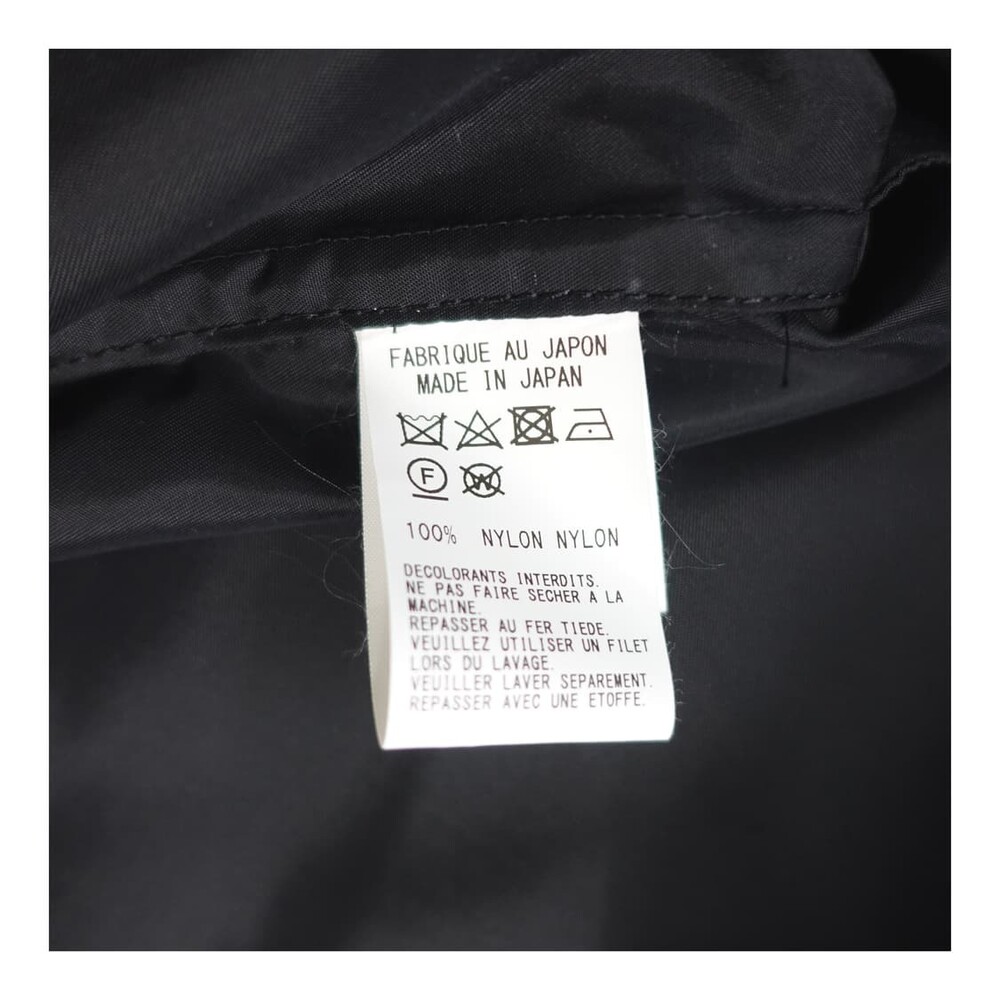 FABRIQUE AU JAPON
MADE IN JAPAN
F W
100% NYLON NYLON
DECOLORANTS INTERDITS.
NE PAS FAIRE SECHER A LA
MACHINE.
REPASSER AU FER TIEDE.
VEUILLEZ UTILISER UN FILET
LORS DU LAVAGE.
VEUILLER LAVER SEPAREMENT.
REPASSER AVEC UNE ETOFFE.